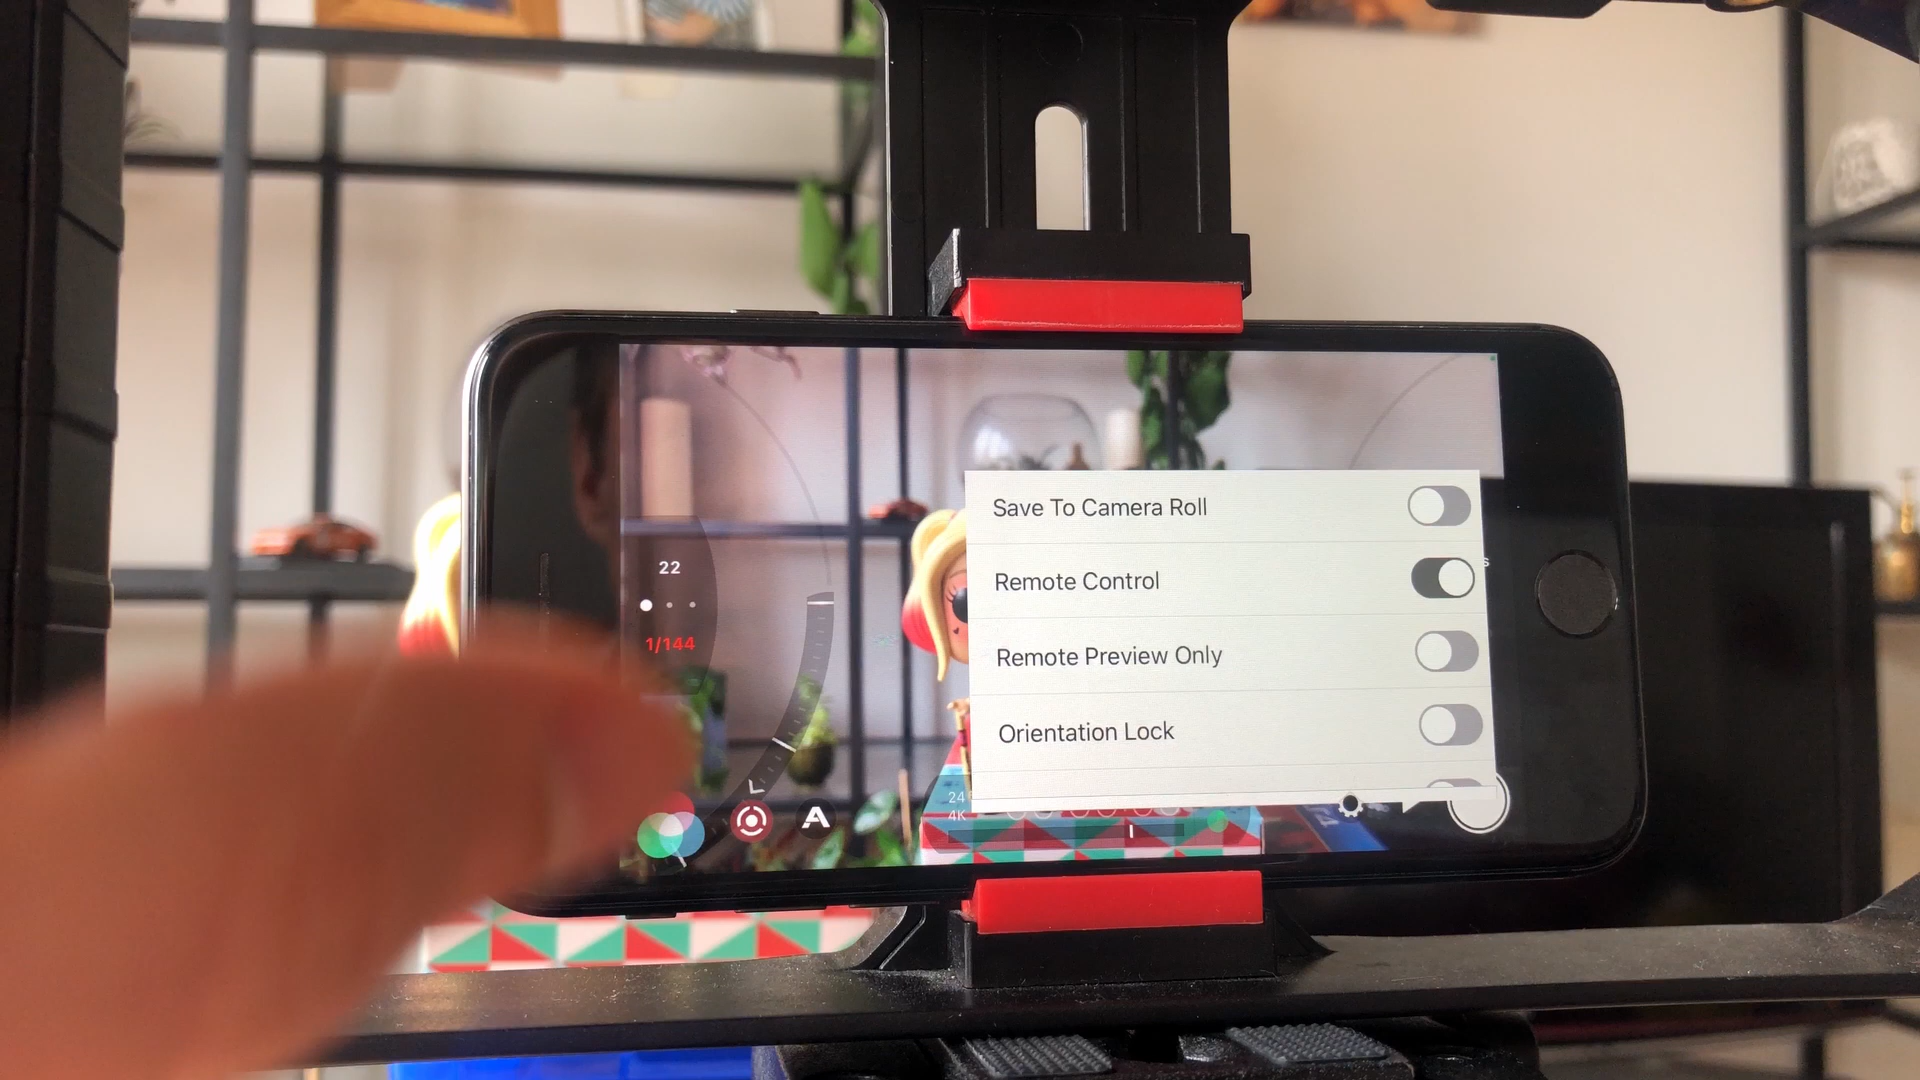 Save To Camera Roll
Remote Control
22
1/144
Remote Preview Only
Orientation Lock
24
4K
A